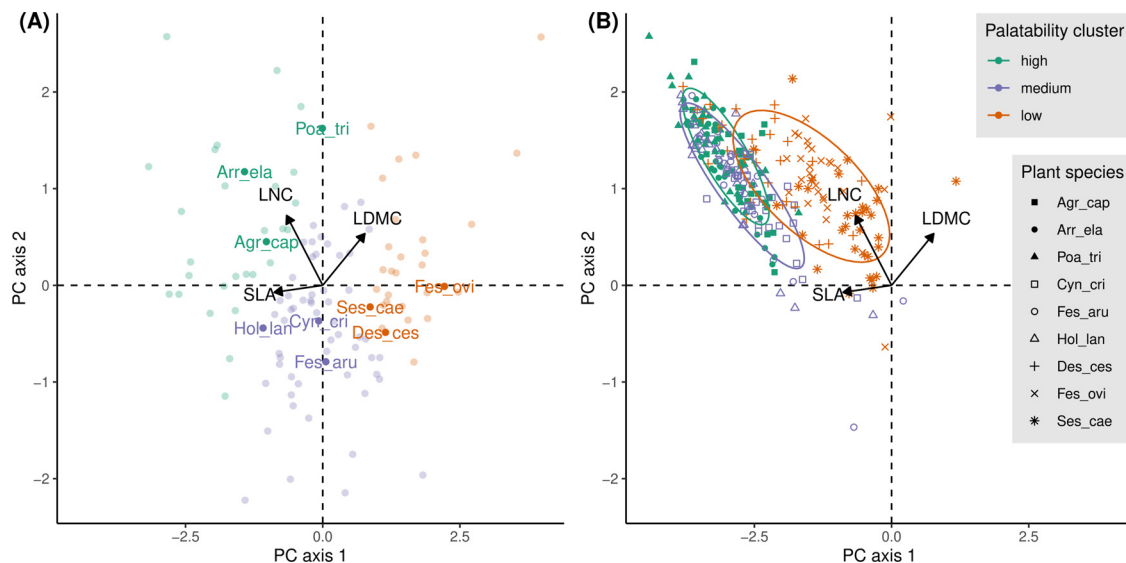 (A)
PC axis 2
2
1
0
−1
−2
−2.5
0.0
2.5
PC axis 1
Poa_tri
Arr_ela
LNC
LDMC
Agr_cap
SLA
Fes_ovi
Ses_cae
Cyn_cri
Hol_lan
Des_ces
Fes_aru
(B)
PC axis 2
2
1
0
−1
−2
−2.5
0.0
PC axis 1
LNC
LDMC
SLA
Palatability cluster
high
medium
low
Plant species
Agr_cap
Arr_ela
Poa_tri
Cyn_cri
Fes_aru
Hol_lan
Des_ces
Fes_ovi
Ses_cae